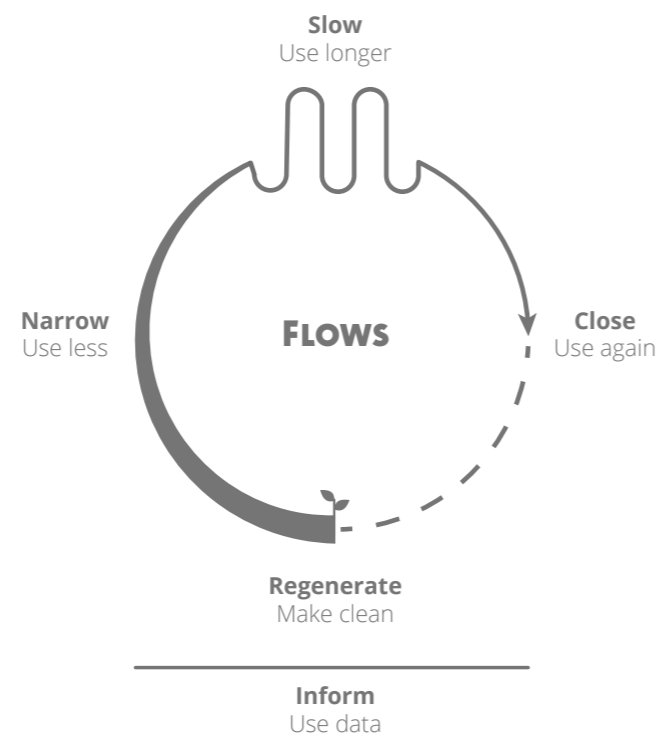 Slow
Use longer
Narrow
Use less
FLOWS
Close
Use again
Regenerate
Make clean
Inform
Use data